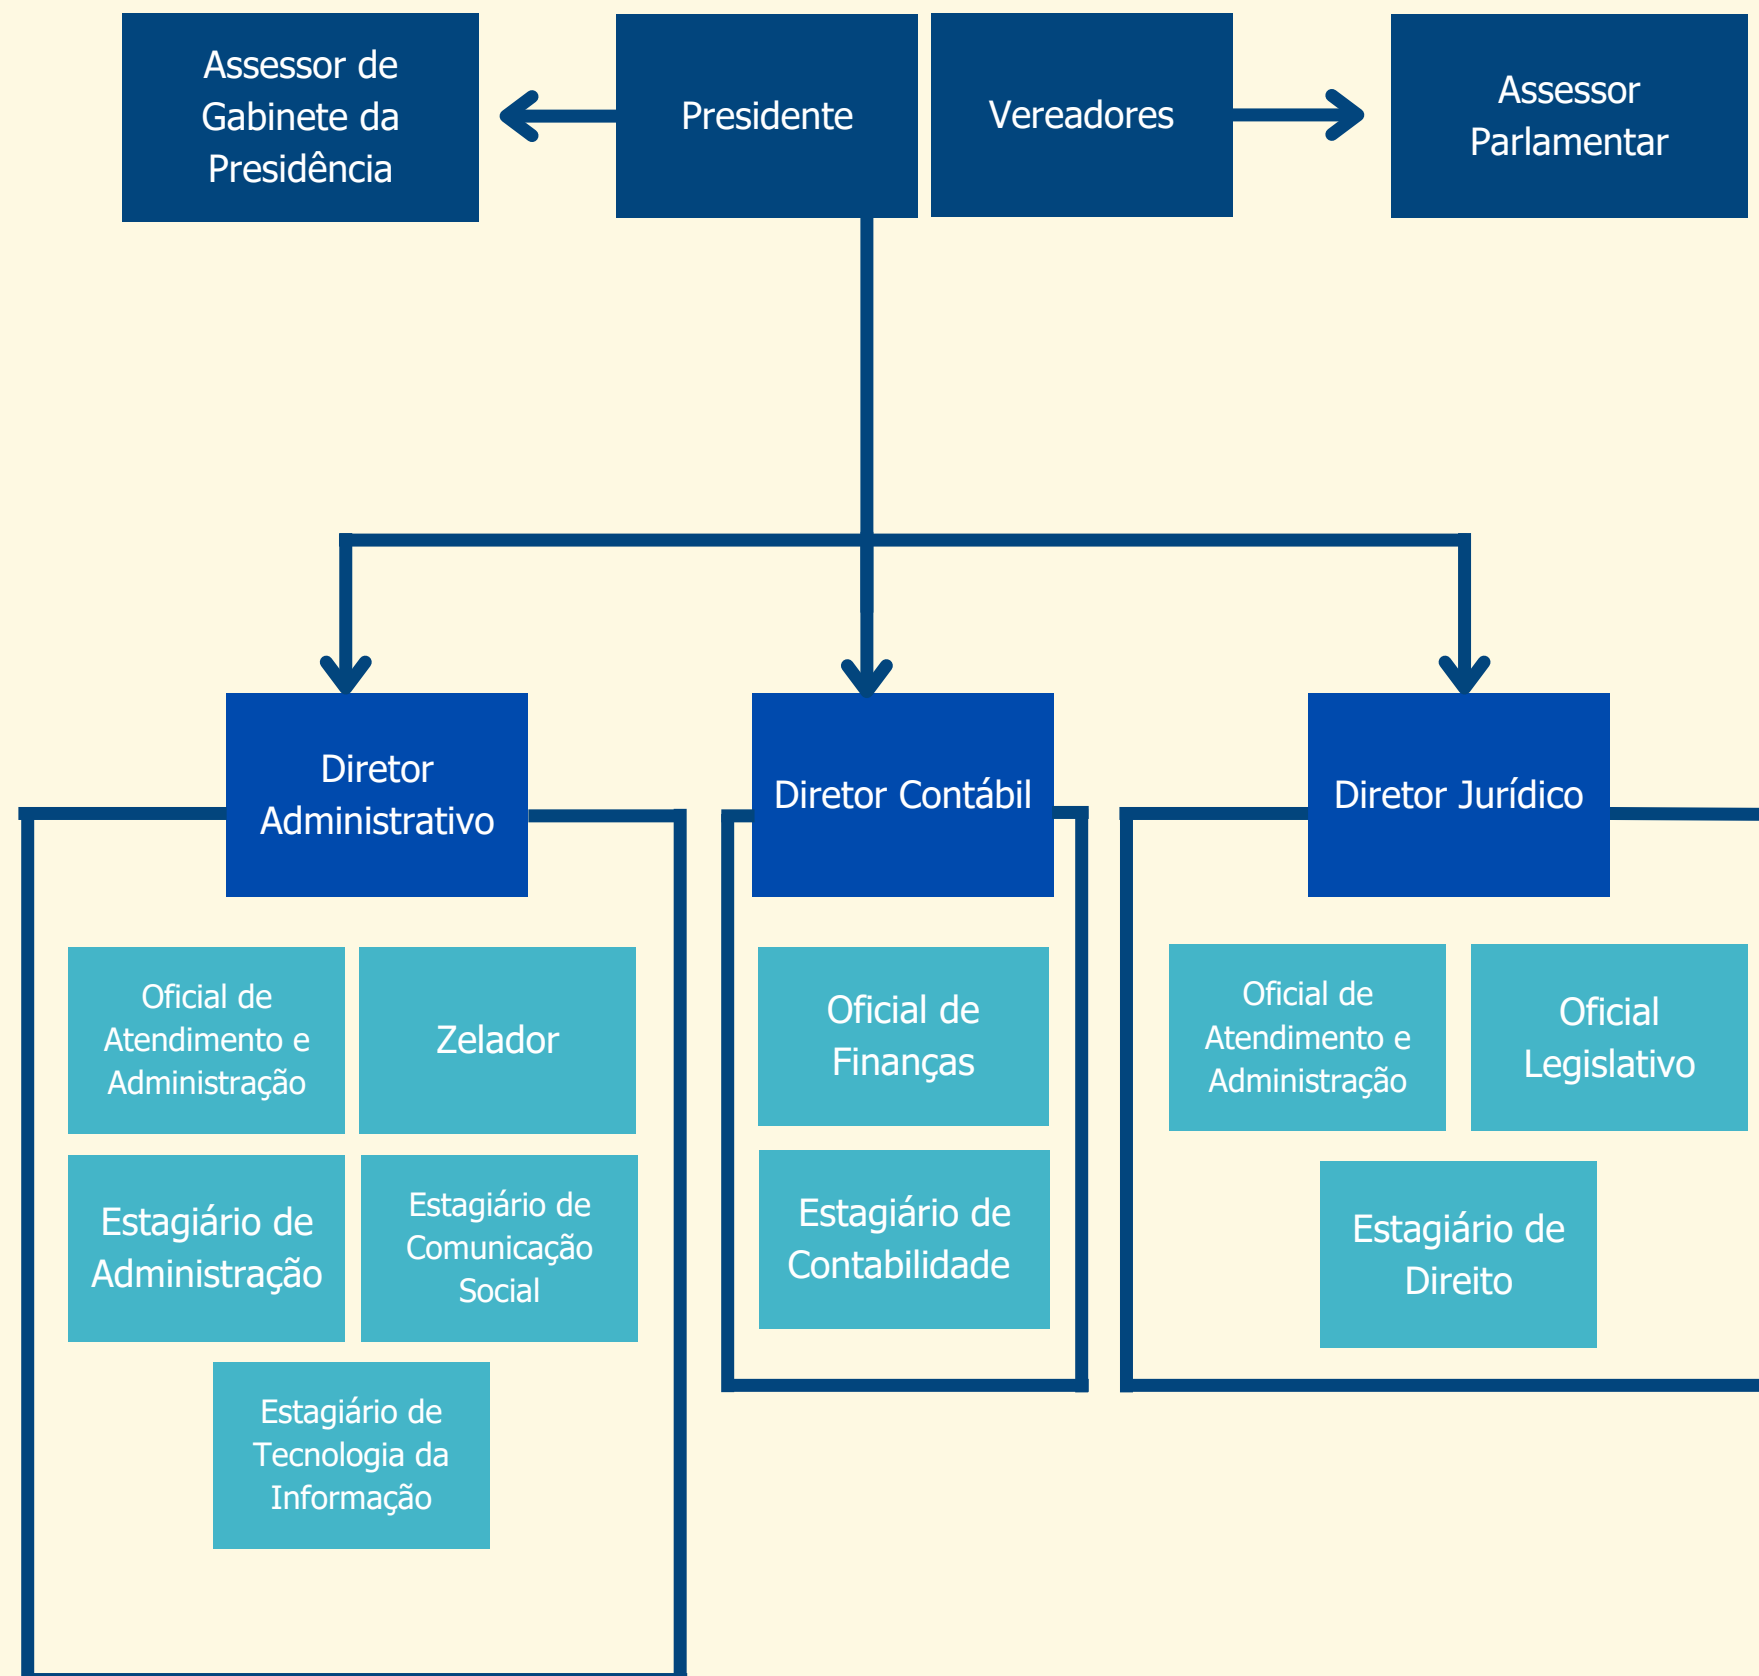 Assessor de
Gabinete da
Presidência
Presidente
Vereadores
Assessor
Parlamentar
Diretor
Administrativo
Diretor Contábil
Diretor Jurídico
Oficial de
Atendimento e
Administração
Zelador
Estagiário de
Administração
Estagiário de
Comunicação
Social
Estagiário de
Tecnologia da
Informação
Oficial de
Finanças
Estagiário de
Contabilidade
Oficial de
Atendimento e
Administração
Oficial
Legislativo
Estagiário de
Direito